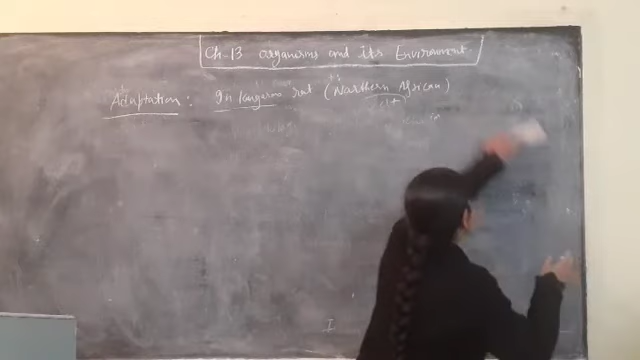 Ch-13 organisms and its Environment.
Adaptation: In kangaroo rat (Northern African)